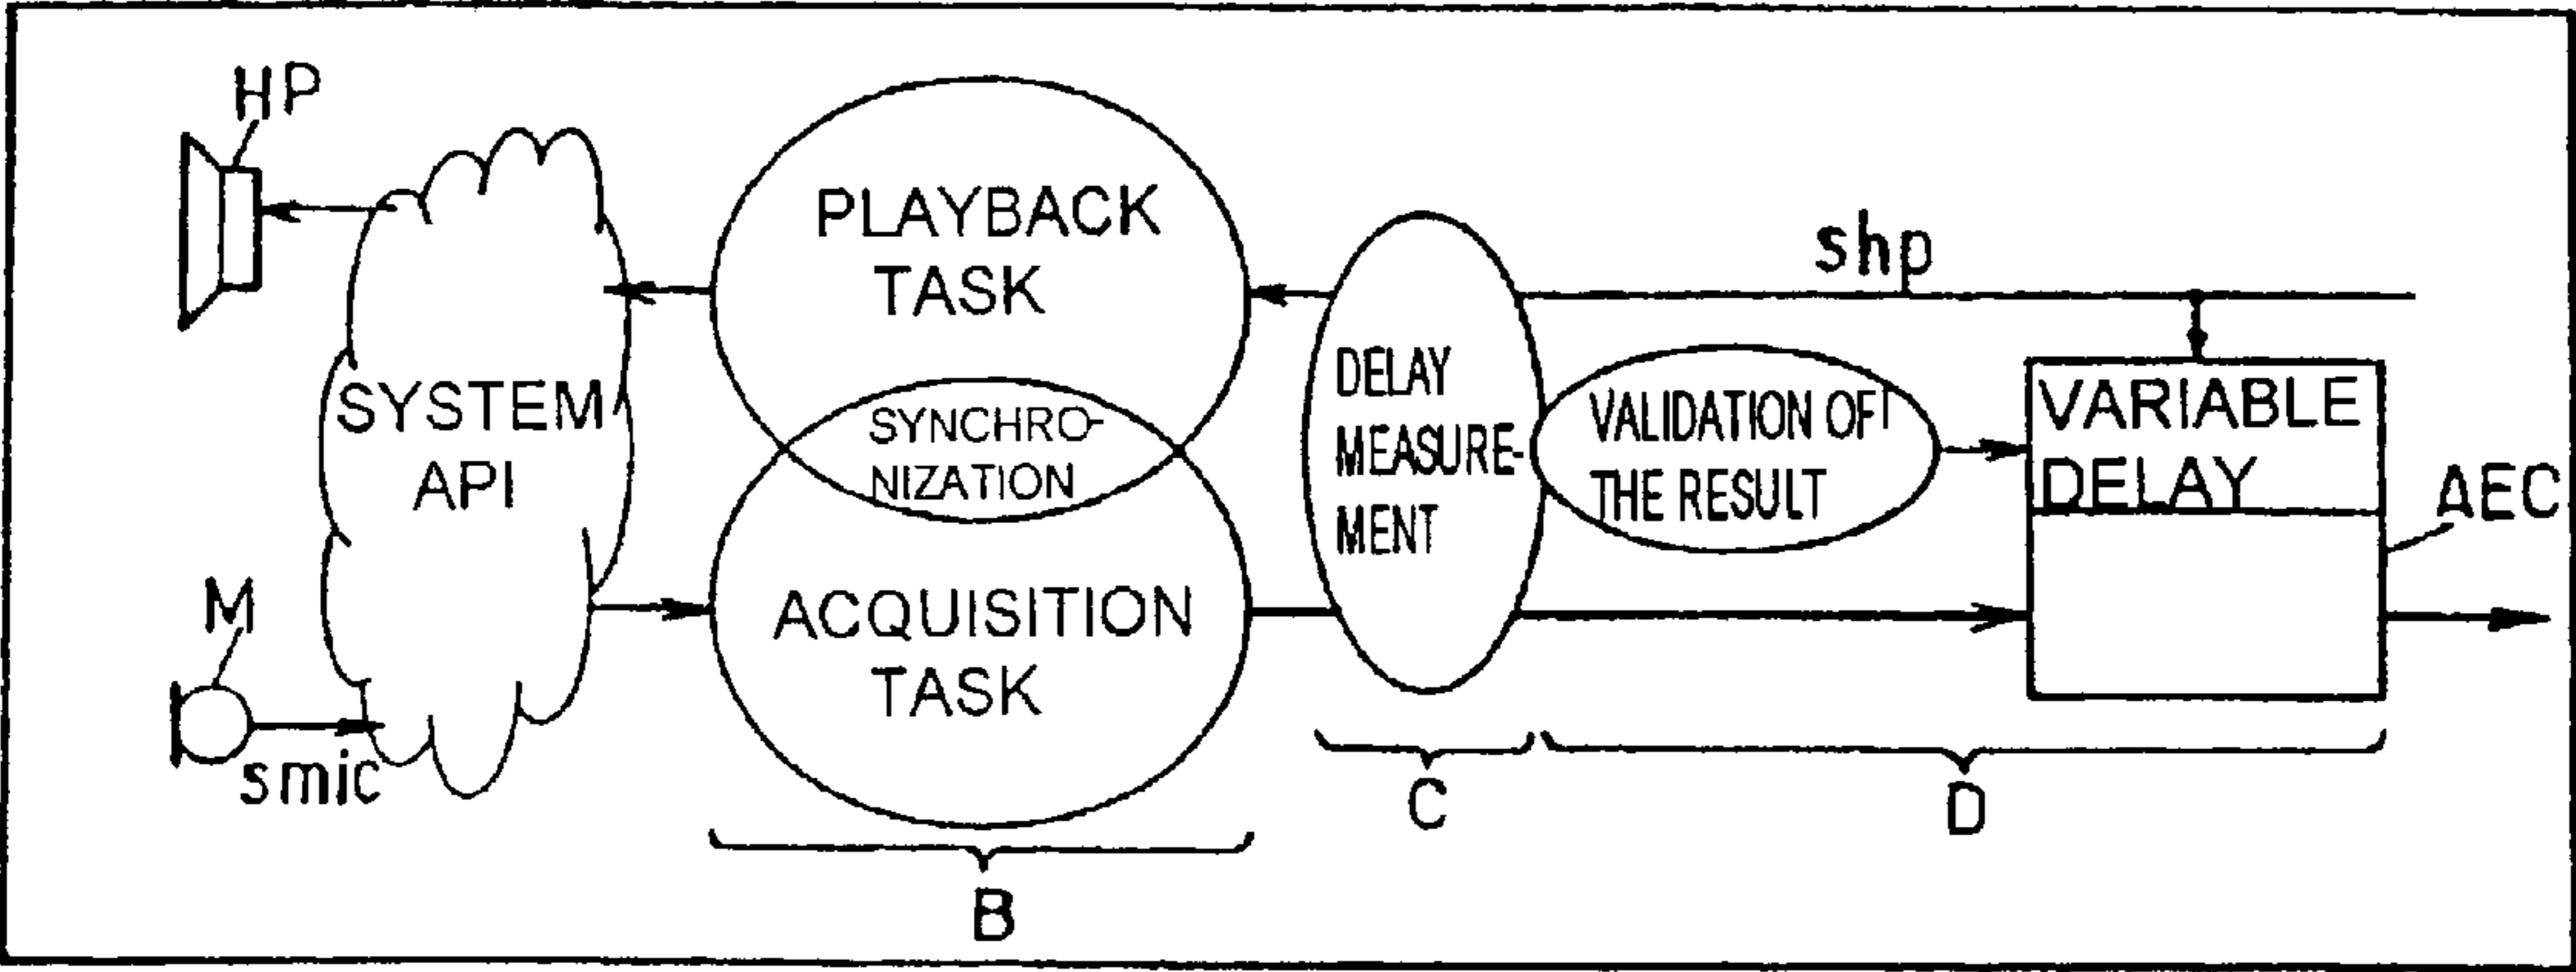 HP
PLAYBACK
TASK
shp
SYSTEM
API
SYNCHRO-
NIZATION
DELAY
MEASURE-
MENT
VALIDATION OF
THE RESULT
VARIABLE
DELAY
AEC
M
smic
ACQUISITION
TASK
B
C
D